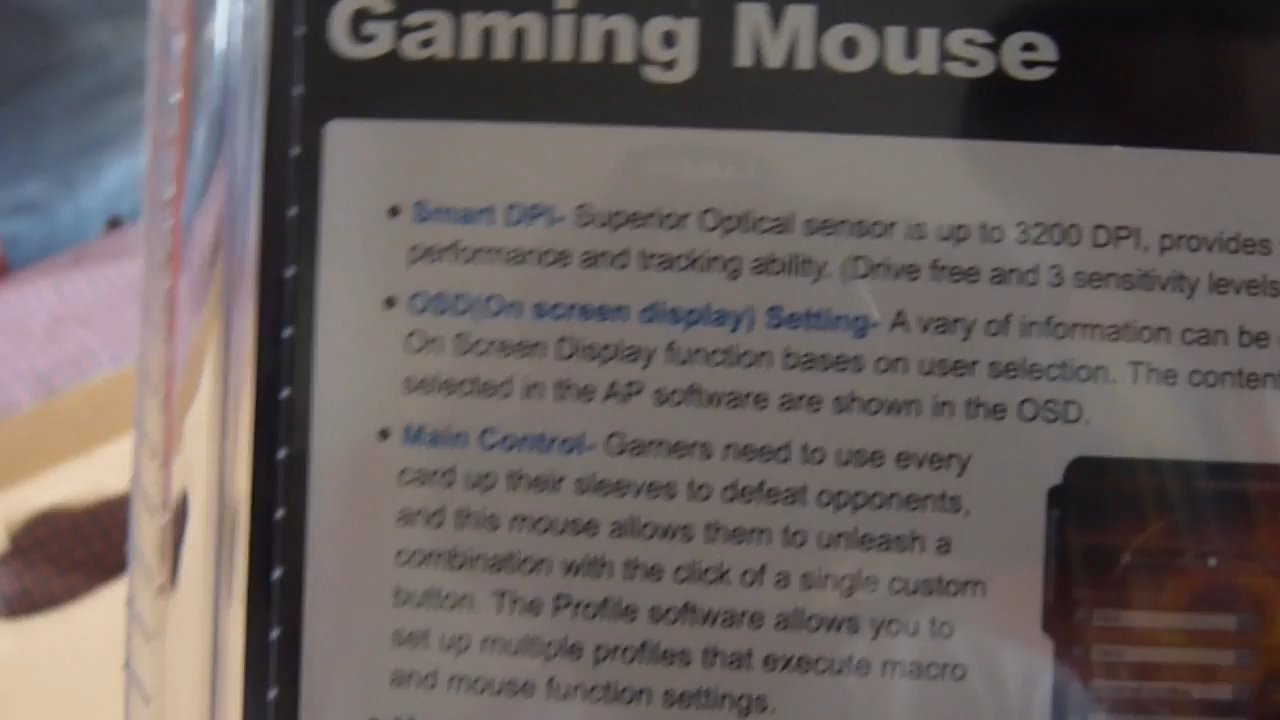 Gaming Mouse
• Smart DPI- Superior Optical sensor is up to 3200 DPI, provides
performance and tracking ability. (Drive free and 3 sensitivity levels
• OSD(On screen display) Setting- A vary of information can be
On Screen Display function bases on user selection. The content
selected in the AP software are shown in the OSD.
• Main Control- Gamers need to use every
card up their sleeves to defeat opponents,
and this mouse allows them to unleash a
combination with the click of a single custom
button. The Profile software allows you to
set up multiple profiles that execute macro
and mouse function settings.